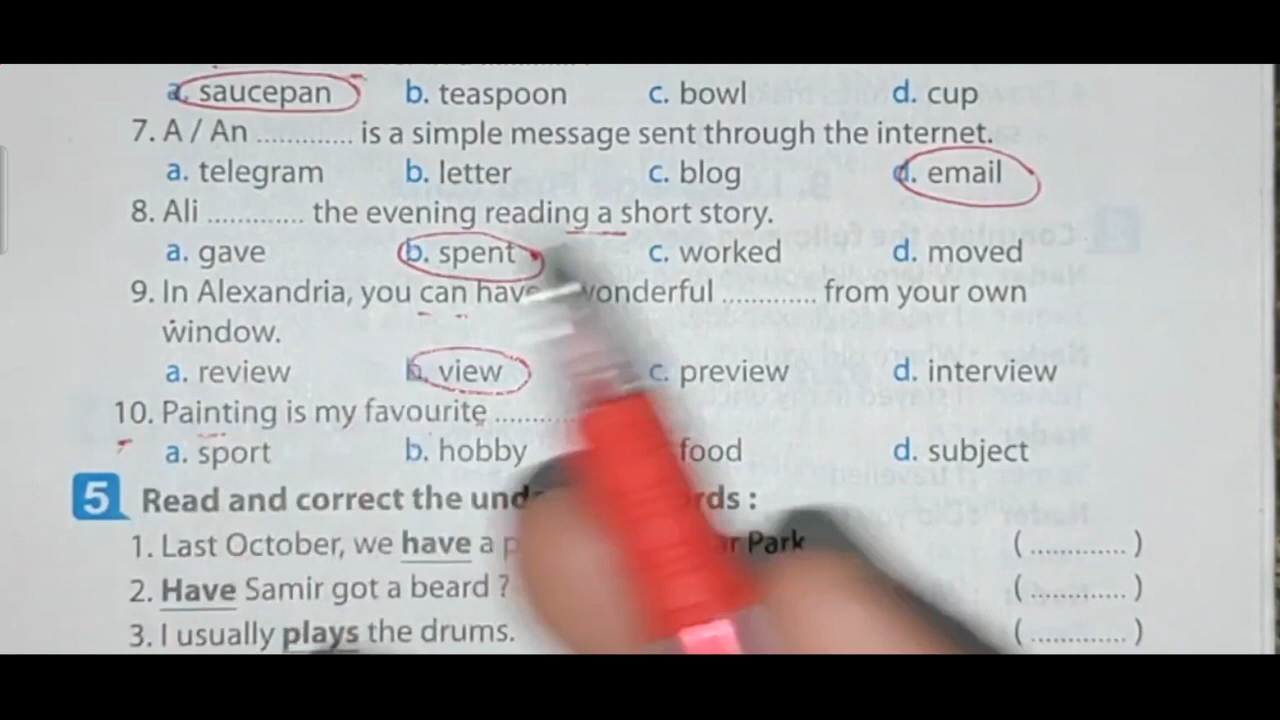 a. saucepan b. teaspoon c. bowl d. cup
7. A / An ............. is a simple message sent through the internet.
a. telegram b. letter c. blog d. email
8. Ali ............. the evening reading a short story.
a. gave b. spent c. worked d. moved
9. In Alexandria, you can have wonderful ............. from your own
window.
a. review b. view c. preview d. interview
10. Painting is my favourite ..........
a. sport b. hobby food d. subject
5 Read and correct the :
1. Last October, we have a Park (.............)
2. Have Samir got a beard ? (.............)
3. I usually plays the drums. (.............)